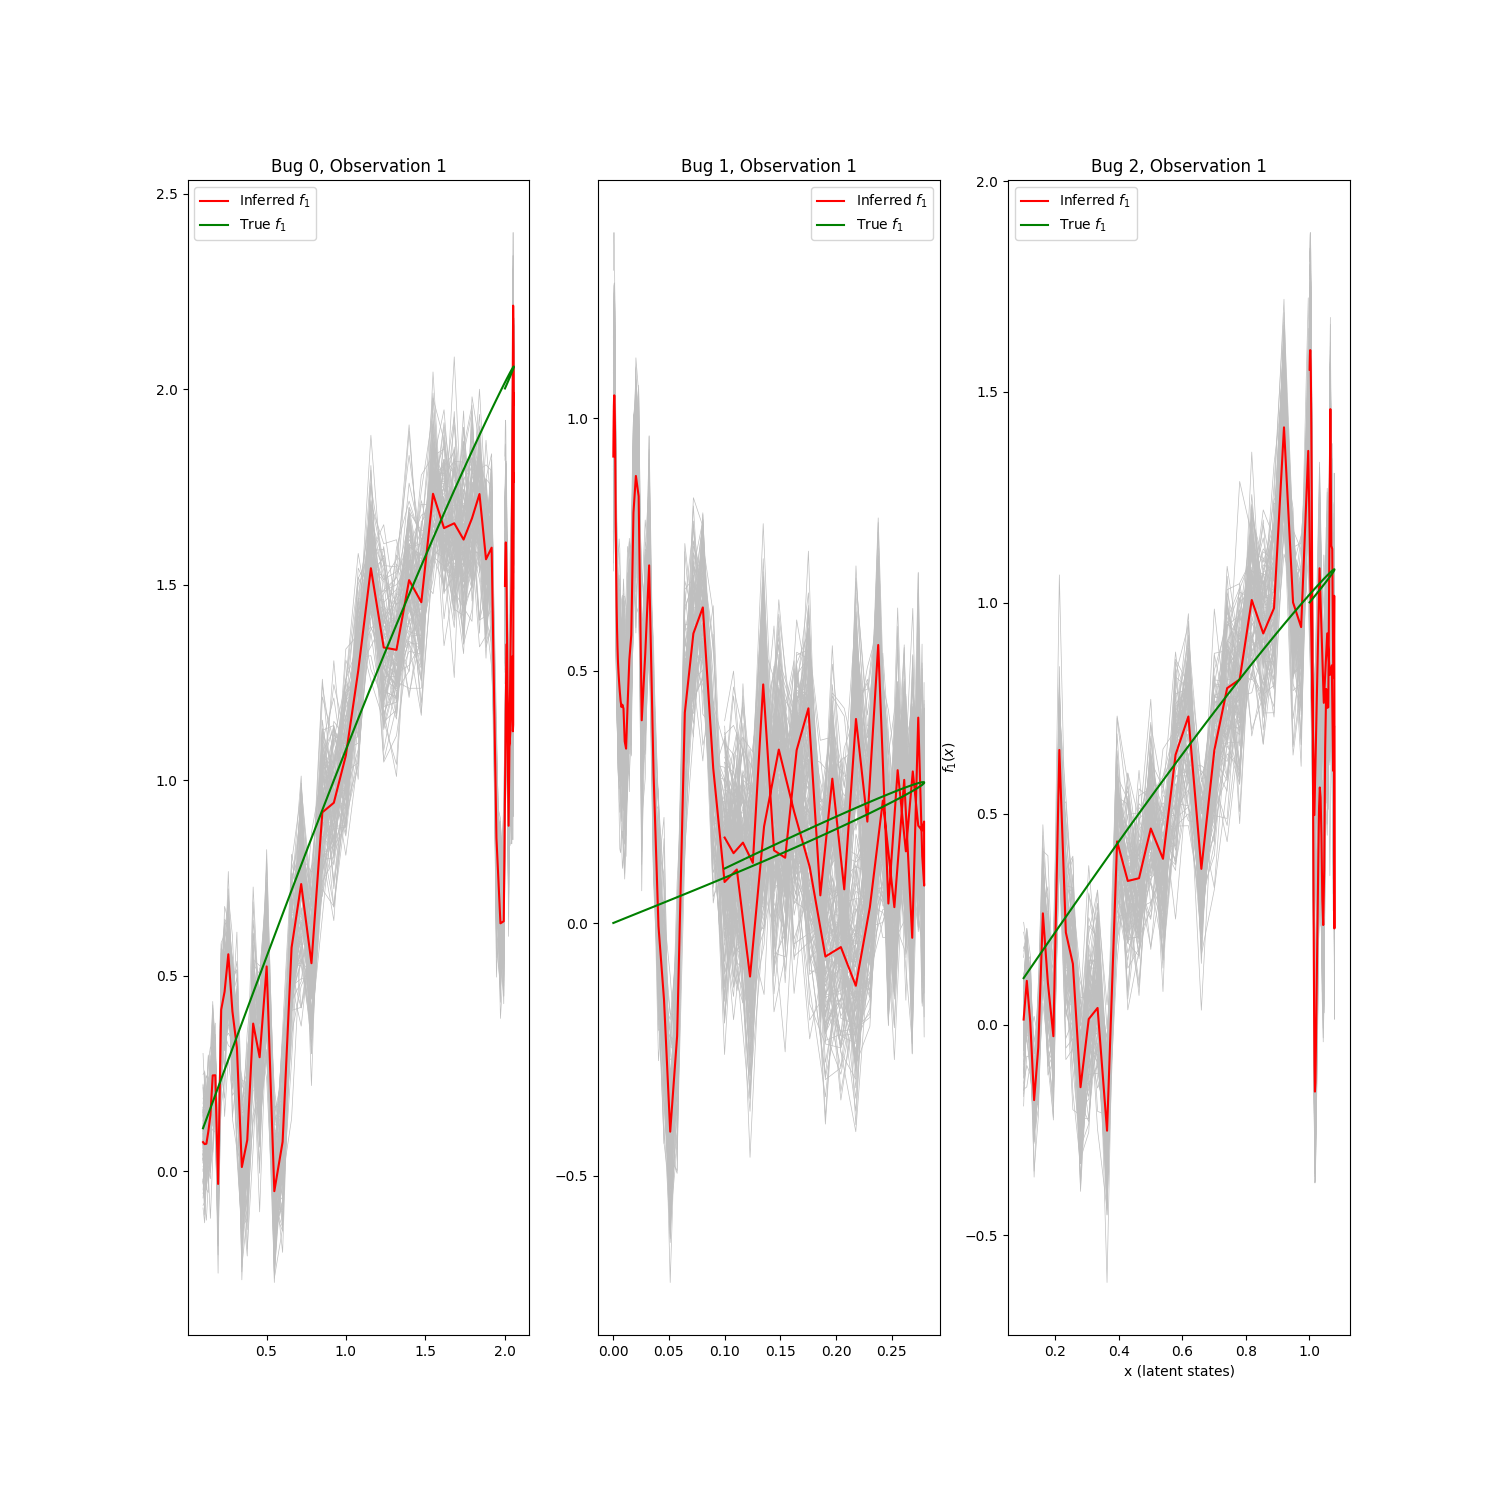 Bug 0, Observation 1
Inferred f₁
True f₁
2.5
2.0
1.5
1.0
0.5
0.0
0.5
1.0
1.5
2.0
Bug 1, Observation 1
Inferred f₁
True f₁
1.0
0.5
0.0
−0.5
0.00
0.05
0.10
0.15
0.20
0.25
Bug 2, Observation 1
Inferred f₁
True f₁
f₁(x)
2.0
1.5
1.0
0.5
0.0
−0.5
0.2
0.4
0.6
0.8
1.0
x (latent states)